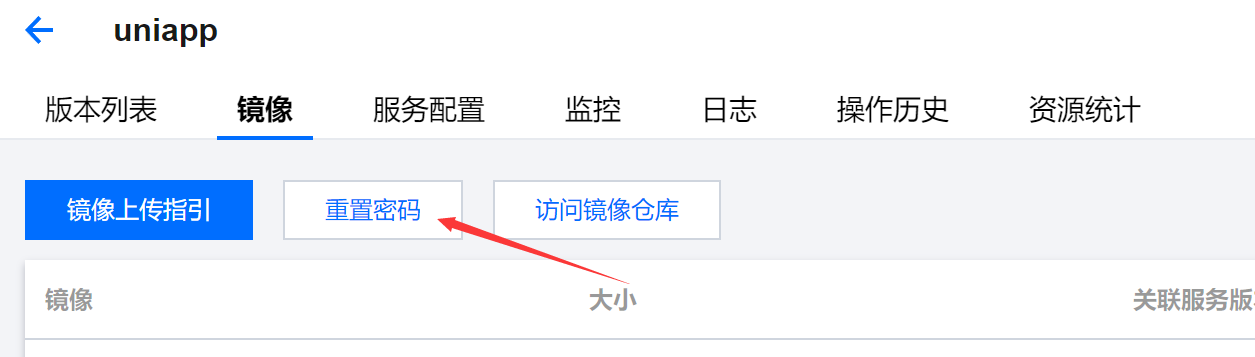 uniapp
版本列表 镜像 服务配置 监控 日志 操作历史 资源统计
镜像上传指引 重置密码 访问镜像仓库
镜像 大小 关联服务版